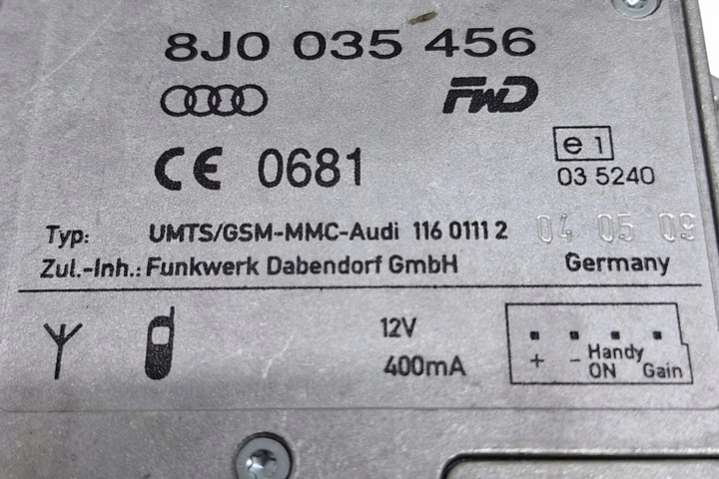 8J0 035 456
FWD
CE 0681
e 1
03 5240
Typ: UMTS/GSM-MMC-Audi 116 0111 2 04 05 09
Zul.-Inh.: Funkwerk Dabendorf GmbH Germany
12V
400mA
+ - Handy ON Gain